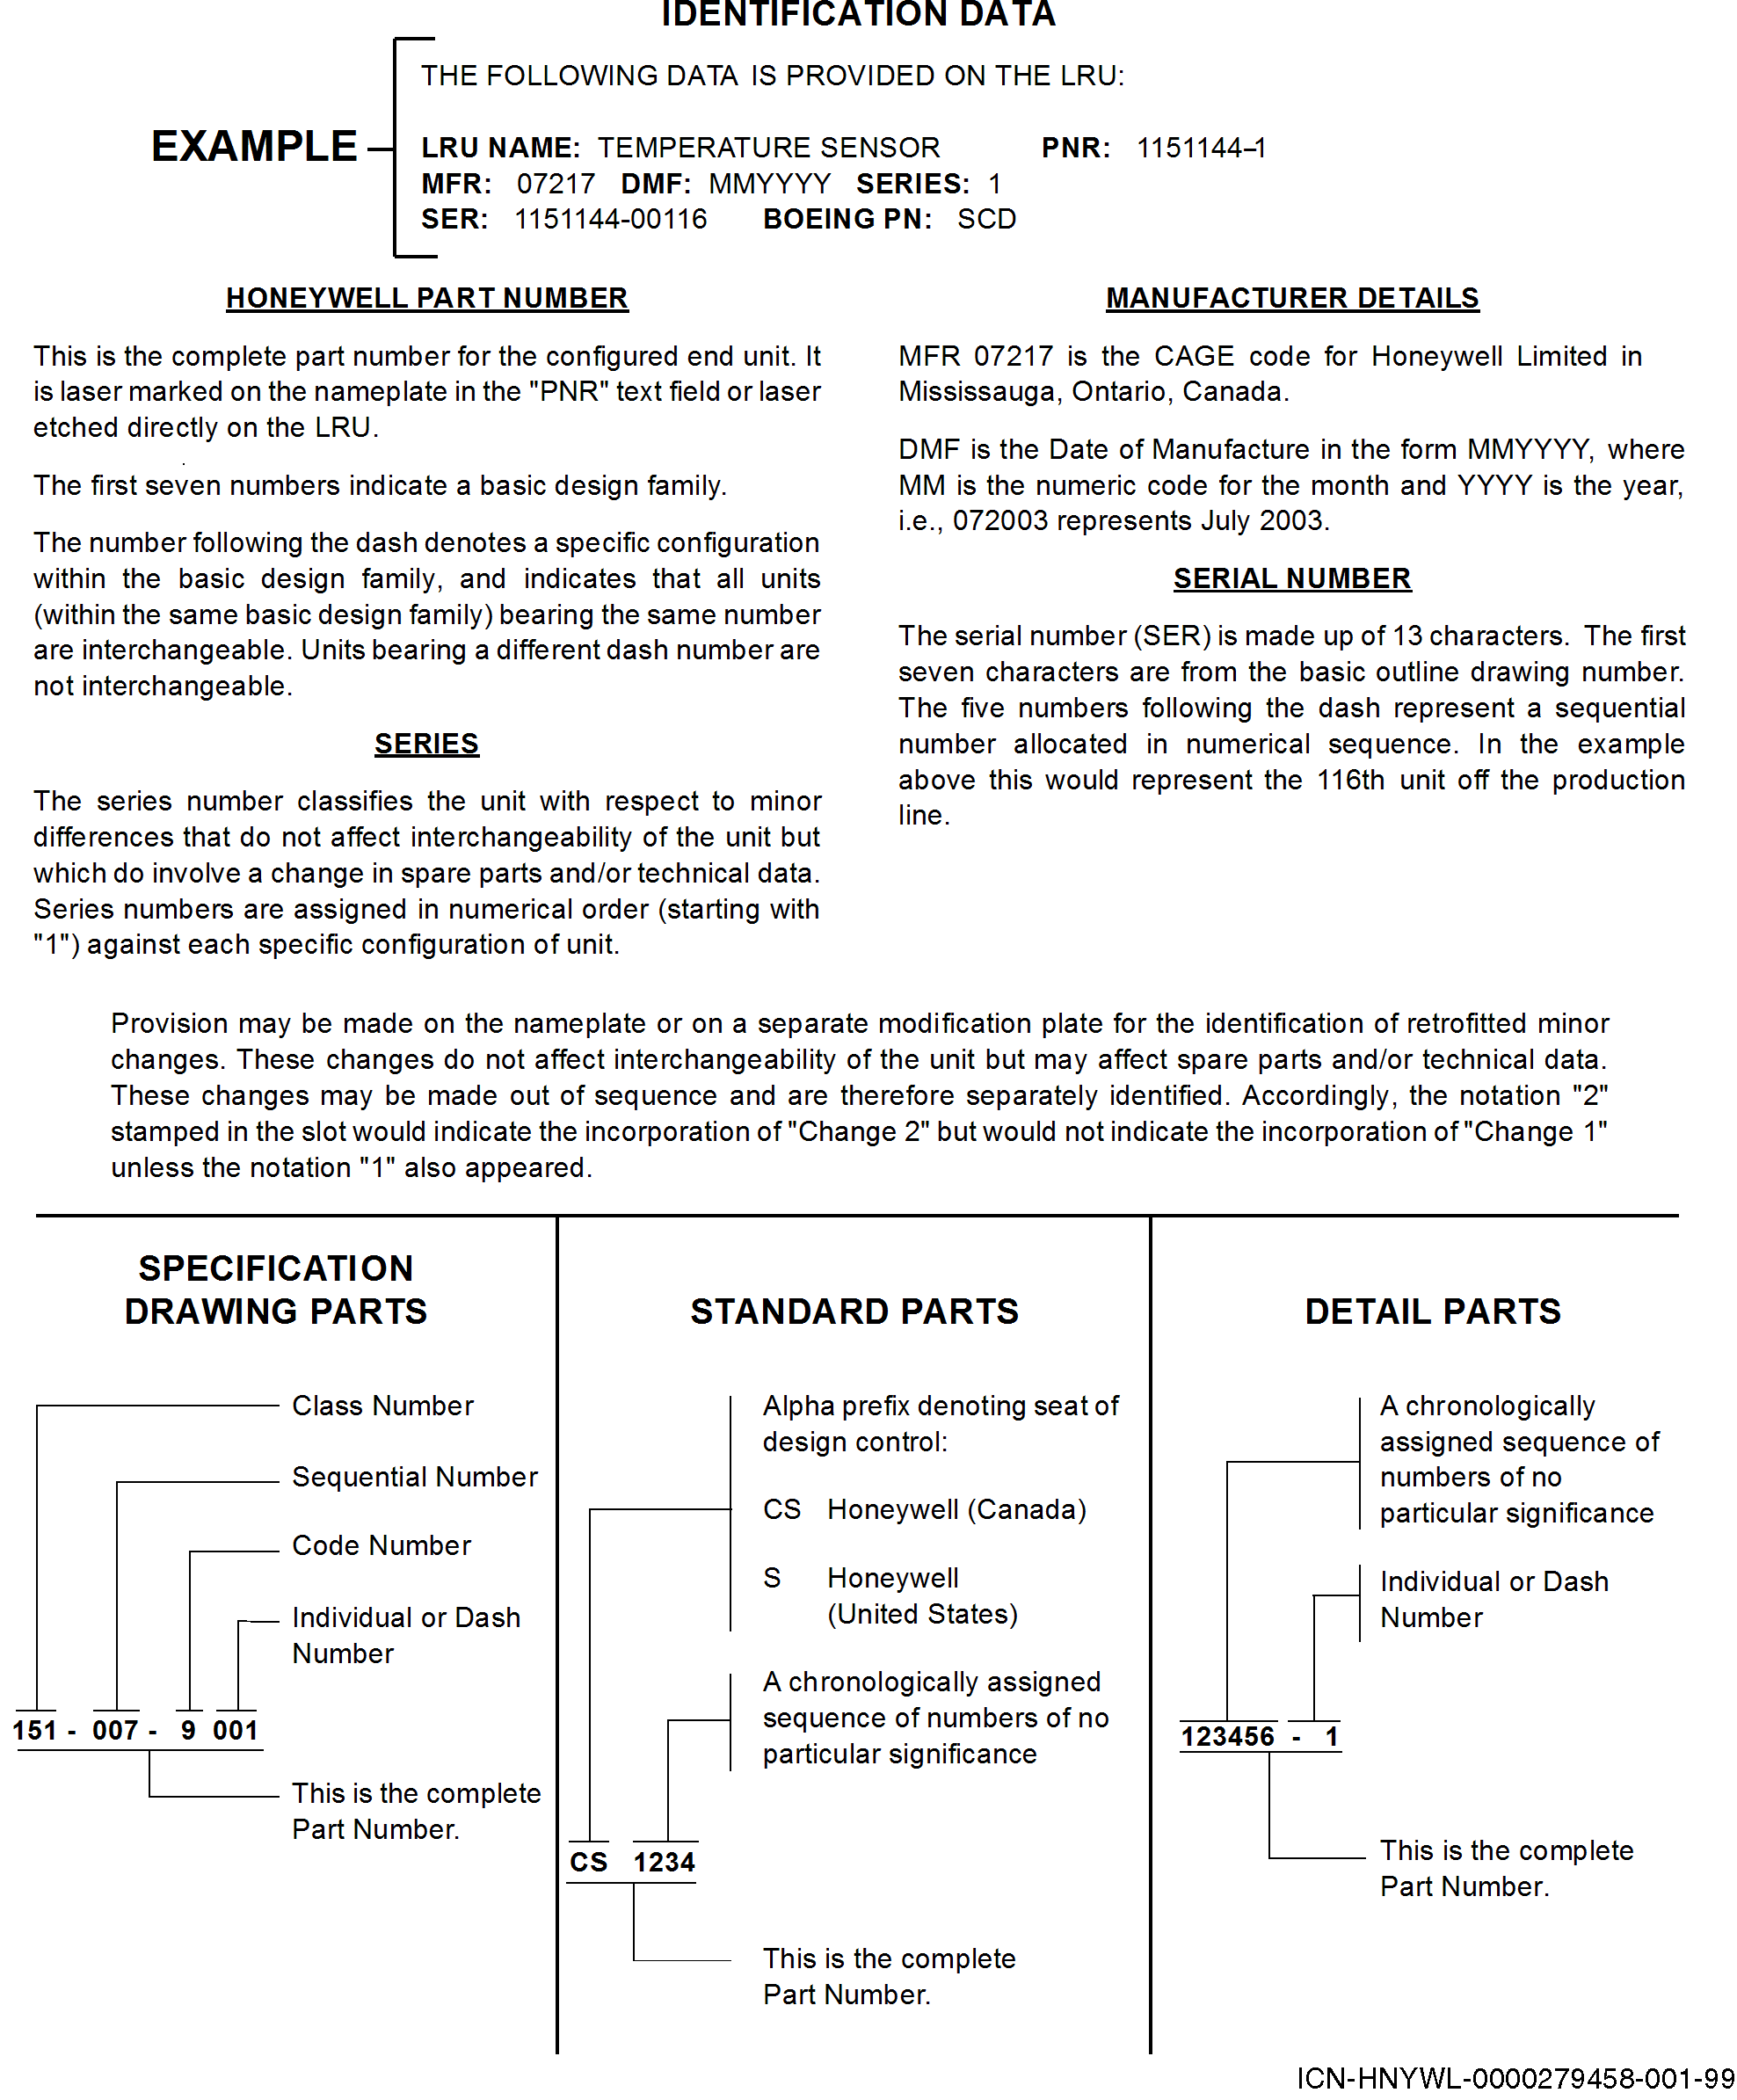 IDENTIFICATION DATA
EXAMPLE
THE FOLLOWING DATA IS PROVIDED ON THE LRU:
LRU NAME: TEMPERATURE SENSOR PNR: 1151144–1
MFR: 07217 DMF: MMYYYY SERIES: 1
SER: 1151144-00116 BOEING PN: SCD
HONEYWELL PART NUMBER
This is the complete part number for the configured end unit. It
is laser marked on the nameplate in the "PNR" text field or laser
etched directly on the LRU.
The first seven numbers indicate a basic design family.
The number following the dash denotes a specific configuration
within the basic design family, and indicates that all units
(within the same basic design family) bearing the same number
are interchangeable. Units bearing a different dash number are
not interchangeable.
SERIES
The series number classifies the unit with respect to minor
differences that do not affect interchangeability of the unit but
which do involve a change in spare parts and/or technical data.
Series numbers are assigned in numerical order (starting with
"1") against each specific configuration of unit.
MANUFACTURER DETAILS
MFR 07217 is the CAGE code for Honeywell Limited in
Mississauga, Ontario, Canada.
DMF is the Date of Manufacture in the form MMYYYY, where
MM is the numeric code for the month and YYYY is the year,
i.e., 072003 represents July 2003.
SERIAL NUMBER
The serial number (SER) is made up of 13 characters. The first
seven characters are from the basic outline drawing number.
The five numbers following the dash represent a sequential
number allocated in numerical sequence. In the example
above this would represent the 116th unit off the production
line.
Provision may be made on the nameplate or on a separate modification plate for the identification of retrofitted minor
changes. These changes do not affect interchangeability of the unit but may affect spare parts and/or technical data.
These changes may be made out of sequence and are therefore separately identified. Accordingly, the notation "2"
stamped in the slot would indicate the incorporation of "Change 2" but would not indicate the incorporation of "Change 1"
unless the notation "1" also appeared.
SPECIFICATION
DRAWING PARTS
Class Number
Sequential Number
Code Number
Individual or Dash
Number
151 - 007 - 9 001
This is the complete
Part Number.
STANDARD PARTS
Alpha prefix denoting seat of
design control:
CS Honeywell (Canada)
S Honeywell
(United States)
A chronologically assigned
sequence of numbers of no
particular significance
CS 1234
This is the complete
Part Number.
DETAIL PARTS
A chronologically
assigned sequence of
numbers of no
particular significance
Individual or Dash
Number
123456 - 1
This is the complete
Part Number.
ICN-HNYWL-0000279458-001-99